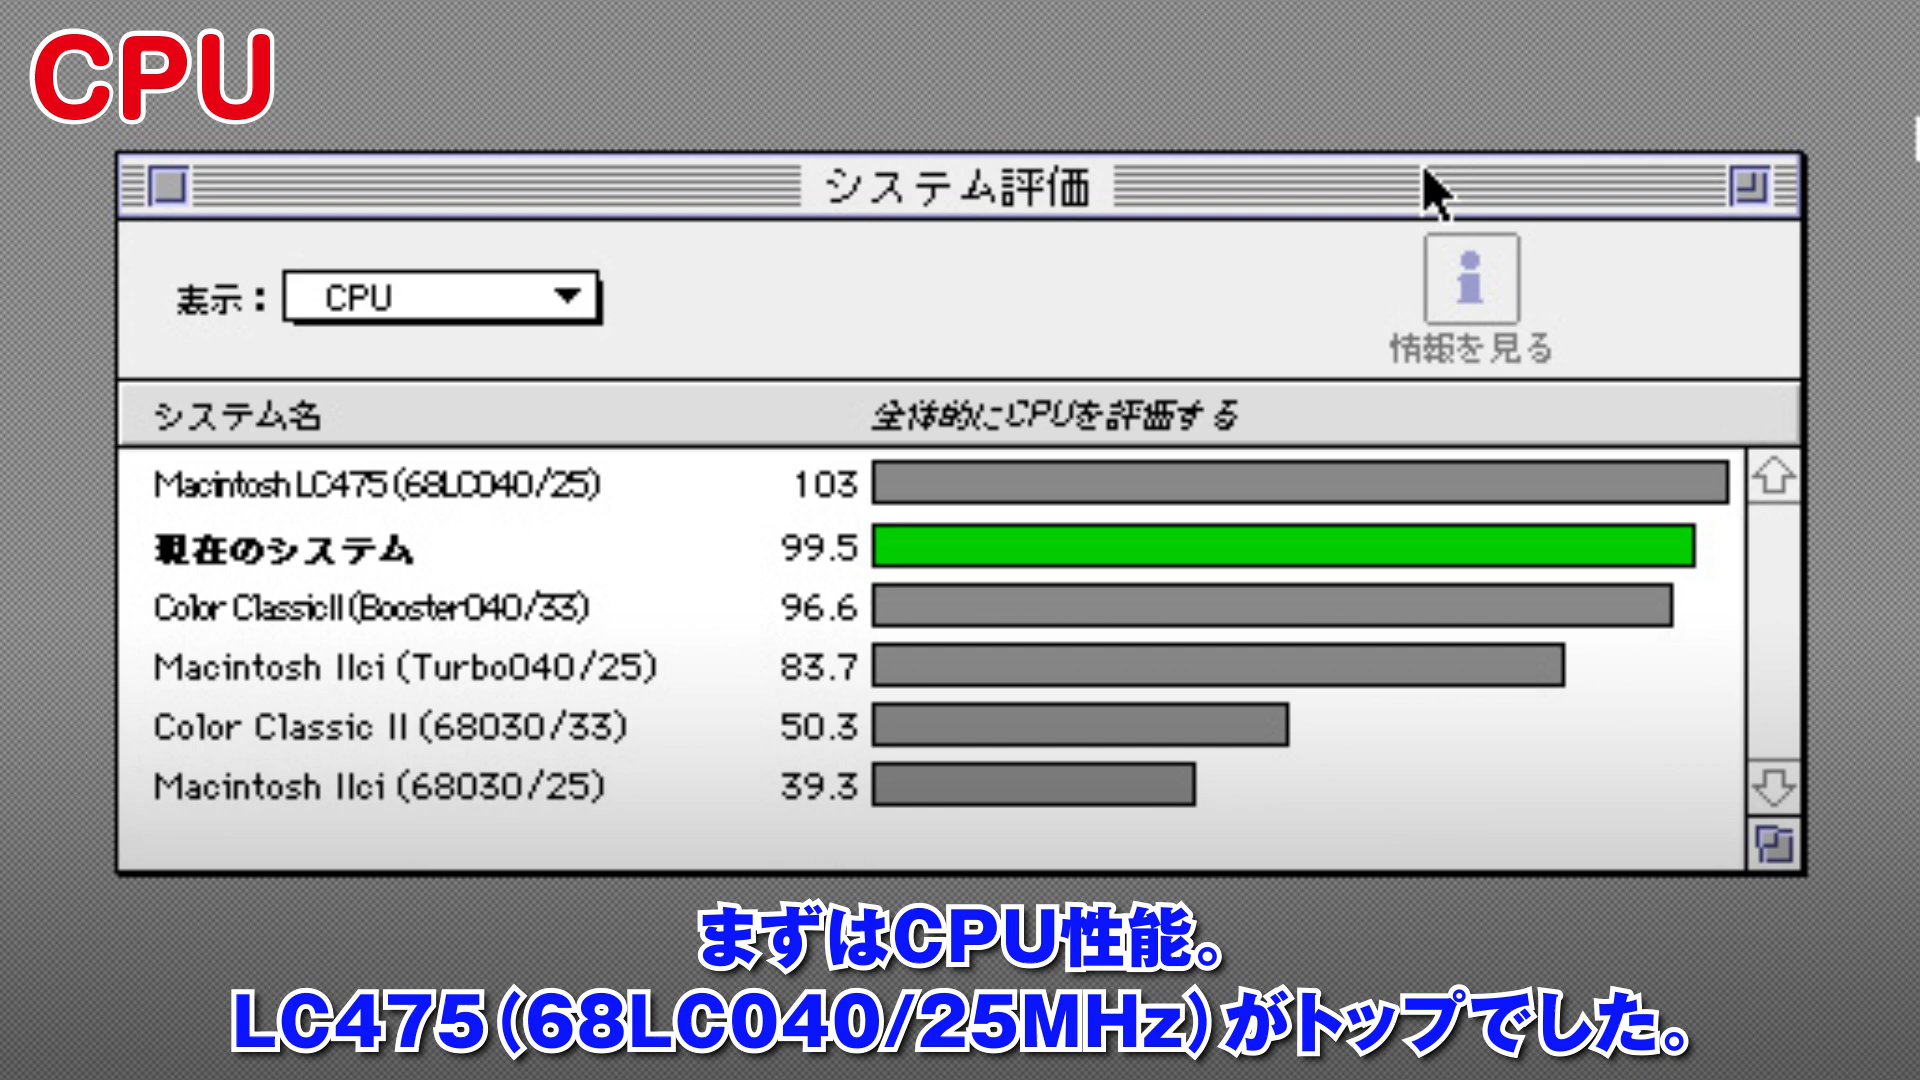 CPU
システム評価
表示： CPU
情報を見る
システム名 全体的にCPUを評価する
Macintosh LC475 (68LC040/25) 103
現在のシステム 99.5
Color Classic II (Booster040/33) 96.6
Macintosh IIci (Turbo040/25) 83.7
Color Classic II (68030/33) 50.3
Macintosh IIci (68030/25) 39.3
まずはCPU性能。
LC475（68LC040/25MHz）がトップでした。